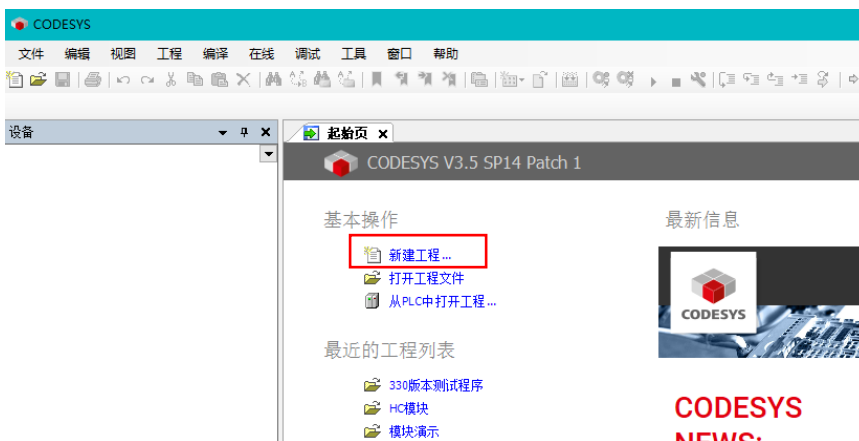 CODESYS
文件 编辑 视图 工程 编译 在线 调试 工具 窗口 帮助
设备
起始页
CODESYS V3.5 SP14 Patch 1
基本操作
最新信息
新建工程...
打开工程文件
从PLC中打开工程...
CODESYS
最近的工程列表
330版本测试程序
HC模块
模块演示
CODESYS
NEWS: